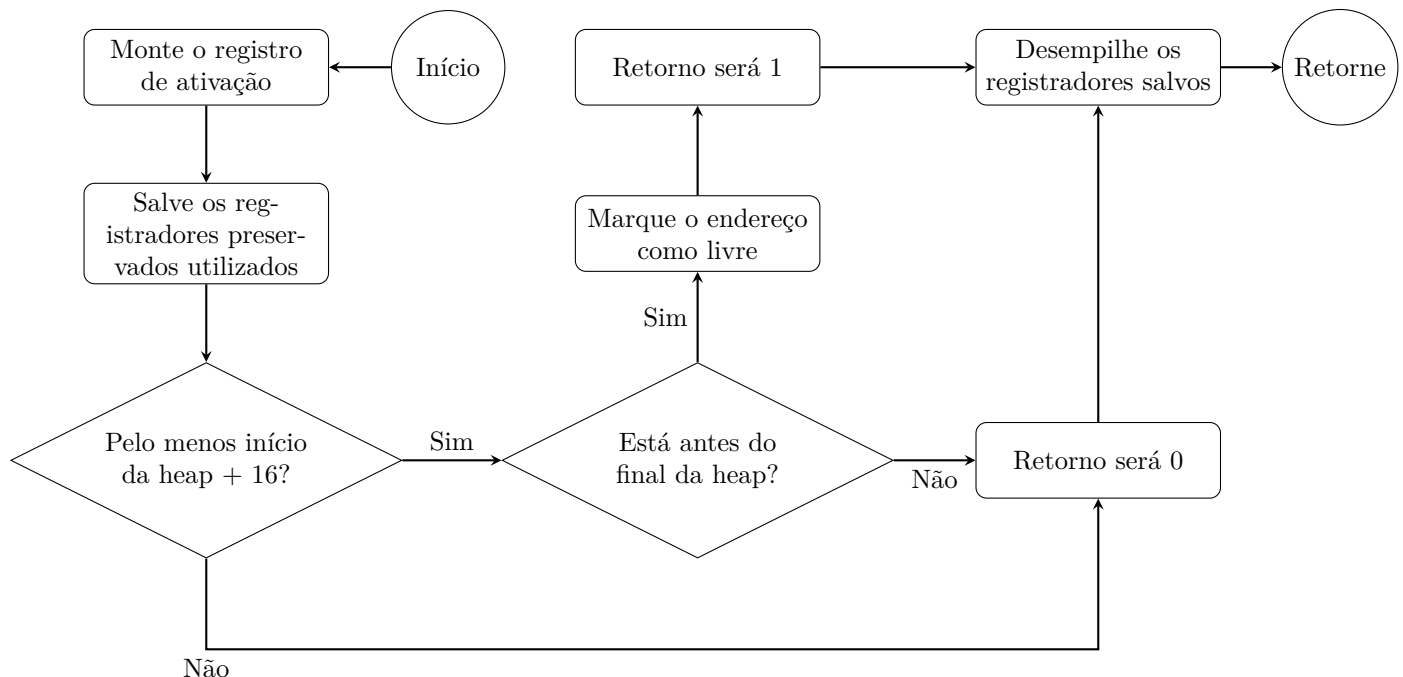 Monte o registro
de ativação
Início
Retorno será 1
Desempilhe os
registradores salvos
Retorne
Salve os reg-
istradores preser-
vados utilizados
Marque o endereço
como livre
Sim
Pelo menos início
da heap + 16?
Sim
Está antes do
final da heap?
Não
Retorno será 0
Não